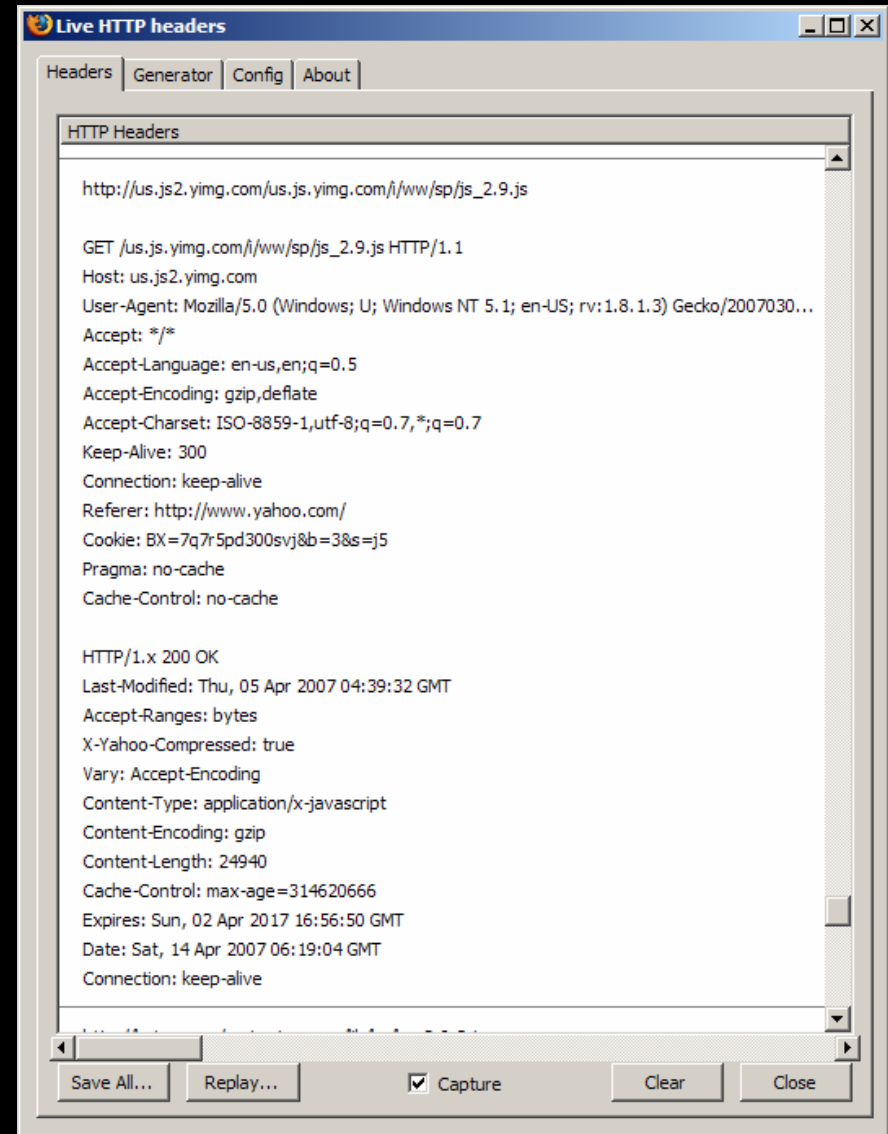 Live HTTP headers
Headers Generator Config About
HTTP Headers
http://us.js2.yimg.com/us.js.yimg.com/i/ww/sp/js_2.9.js
GET /us.js.yimg.com/i/ww/sp/js_2.9.js HTTP/1.1
Host: us.js2.yimg.com
User-Agent: Mozilla/5.0 (Windows; U; Windows NT 5.1; en-US; rv:1.8.1.3) Gecko/2007030...
Accept: */*
Accept-Language: en-us,en;q=0.5
Accept-Encoding: gzip,deflate
Accept-Charset: ISO-8859-1,utf-8;q=0.7,*;q=0.7
Keep-Alive: 300
Connection: keep-alive
Referer: http://www.yahoo.com/
Cookie: BX=7q7r5pd300svj&b=3&s=j5
Pragma: no-cache
Cache-Control: no-cache
HTTP/1.x 200 OK
Last-Modified: Thu, 05 Apr 2007 04:39:32 GMT
Accept-Ranges: bytes
X-Yahoo-Compressed: true
Vary: Accept-Encoding
Content-Type: application/x-javascript
Content-Encoding: gzip
Content-Length: 24940
Cache-Control: max-age=314620666
Expires: Sun, 02 Apr 2017 16:56:50 GMT
Date: Sat, 14 Apr 2007 06:19:04 GMT
Connection: keep-alive
Save All... Replay... Capture Clear Close